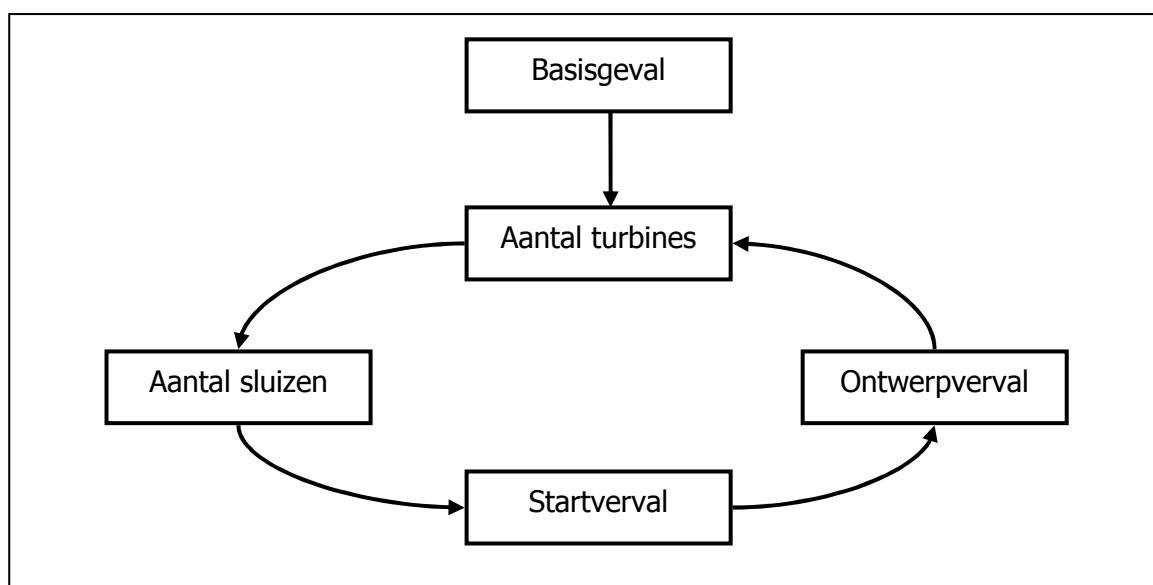 Basisgeval
Aantal turbines
Aantal sluizen
Ontwerpverval
Startverval